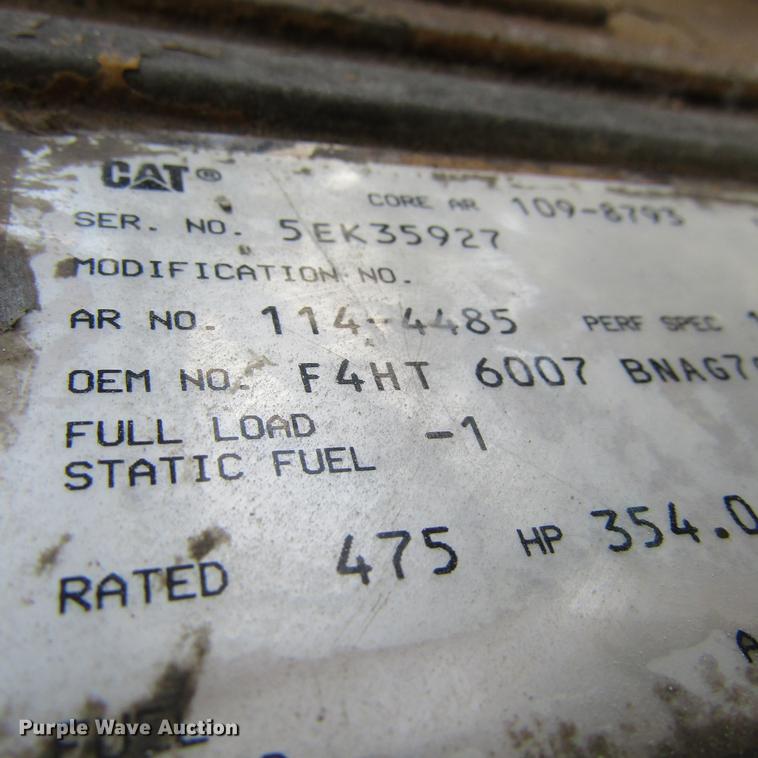 CAT®
CORE AR 109-8793
SER. NO. 5EK35927
MODIFICATION NO.
AR NO. 114-4485 PERF SPEC 1
OEM NO. F4HT 6007 BNAG7
FULL LOAD -1
STATIC FUEL
RATED 475 HP 354.0
Purple Wave Auction